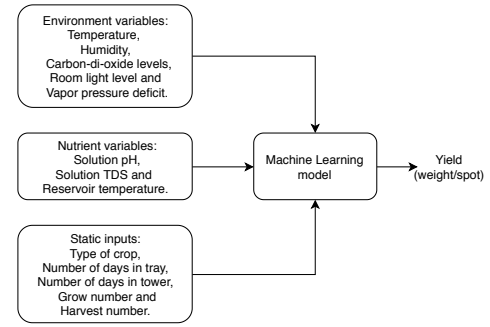 Environment variables:
Temperature,
Humidity,
Carbon-di-oxide levels,
Room light level and
Vapor pressure deficit.
Nutrient variables:
Solution pH,
Solution TDS and
Reservoir temperature.
Machine Learning
model
Yield
(weight/spot)
Static inputs:
Type of crop,
Number of days in tray,
Number of days in tower,
Grow number and
Harvest number.